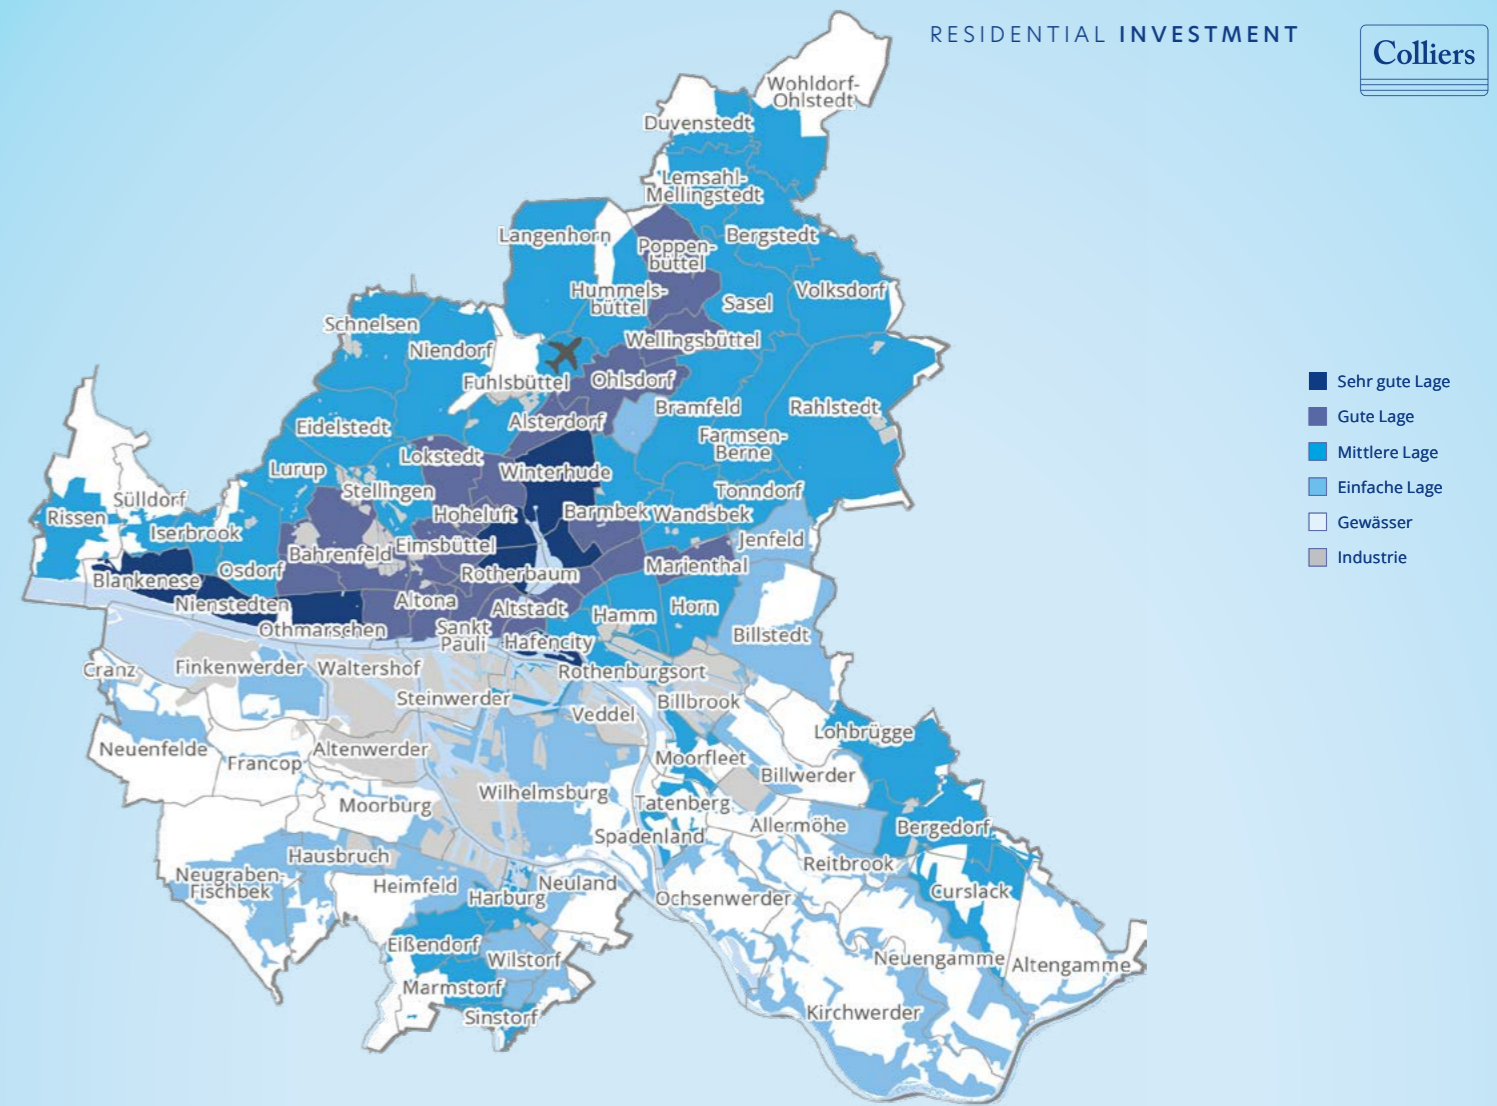 RESIDENTIAL INVESTMENT
Colliers
Wohldorf-
Ohlstedt
Duvenstedt
Lemsahl-
Mellingstedt
Langenhorn
Poppen-
büttel
Bergstedt
Hummels-
büttel
Sasel
Volksdorf
Schnelsen
Niendorf
Wellingsbüttel
Fuhlsbüttel
Ohlsdorf
Alsterdorf
Bramfeld
Rahlstedt
Eidelstedt
Farmsen-
Berne
Lokstedt
Lurup
Winterhude
Stellingen
Tonndorf
Sülldorf
Rissen
Hoheluft
Barmbek
Wandsbek
Iserbrook
Bahrenfeld
Eimsbüttel
Jenfeld
Marienthal
Osdorf
Blankenese
Rotherbaum
Nienstedten
Altona
Altstadt
Hamm
Horn
Othmarschen
Sankt
Pauli
Hafencity
Billstedt
Cranz
Finkenwerder
Waltershof
Rothenburgsort
Steinwerder
Veddel
Billbrook
Lohbrügge
Neuenfelde
Francop
Altenwerder
Moorfleet
Billwerder
Moorburg
Wilhelmsburg
Tatenberg
Spadenland
Allermöhe
Bergedorf
Hausbruch
Neugraben-
Fischbek
Heimfeld
Harburg
Neuland
Reitbrook
Curslack
Ochsenwerder
Eißendorf
Wilstorf
Neuengamme
Altengamme
Marmstorf
Sinstorf
Kirchwerder
Sehr gute Lage
Gute Lage
Mittlere Lage
Einfache Lage
Gewässer
Industrie